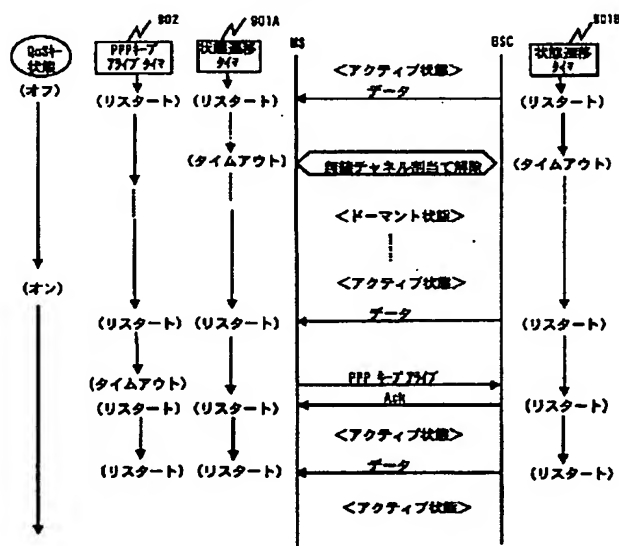 802 801A MS BSC 801B
QoSキー状態 PPPキープアライブタイマ 状態遷移タイマ 状態遷移タイマ
<アクティブ状態>
(オフ)
データ
(リスタート) (リスタート) (リスタート)
(タイムアウト) 無線チャネル割当て解除 (タイムアウト)
<ドーマント状態>
(オン)
<アクティブ状態>
データ
(リスタート) (リスタート) (リスタート)
PPP キープアライブ
(タイムアウト)
Ack
(リスタート) (リスタート) (リスタート)
<アクティブ状態>
データ
(リスタート) (リスタート) (リスタート)
<アクティブ状態>